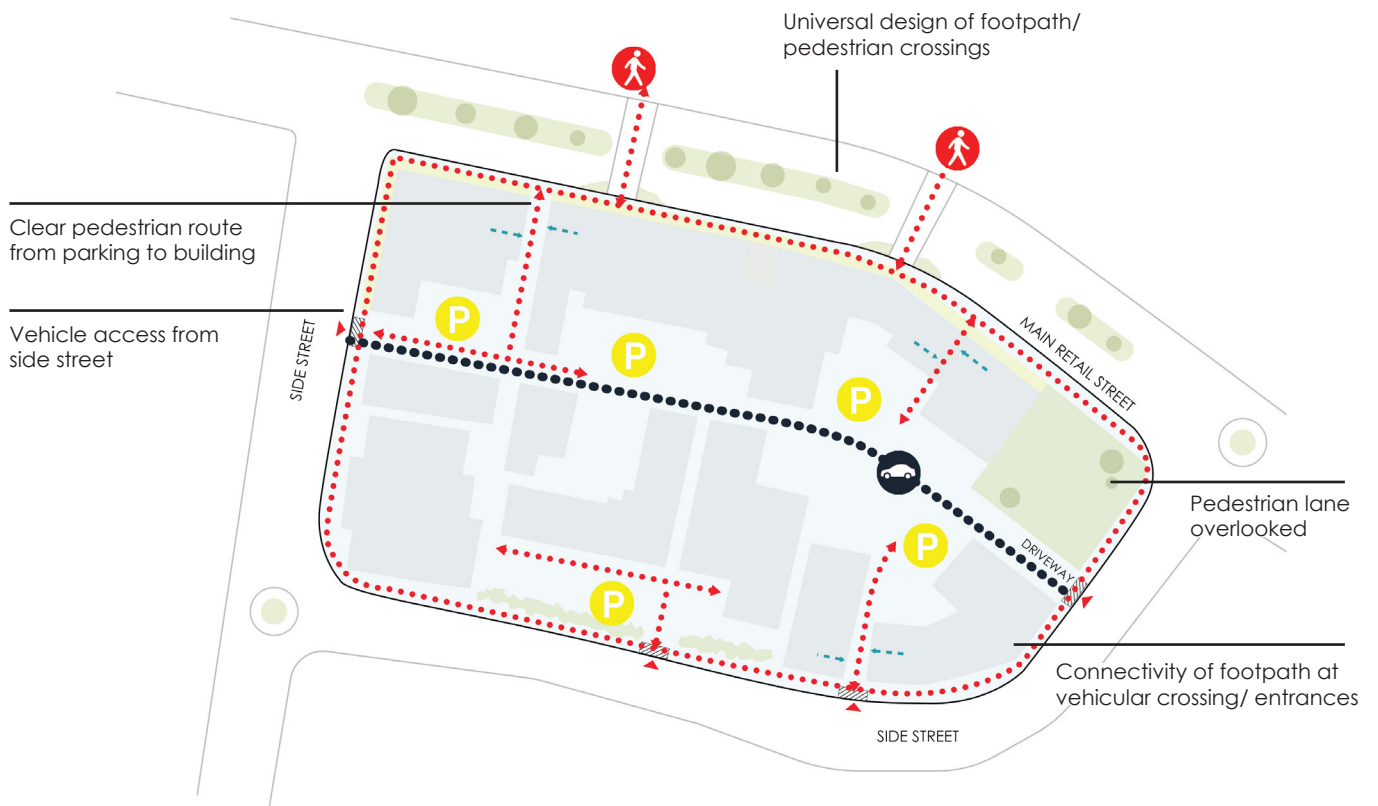 Universal design of footpath/
pedestrian crossings
Clear pedestrian route
from parking to building
Vehicle access from
side street
SIDE STREET
P
P
P
MAIN RETAIL STREET
Pedestrian lane
overlooked
P
DRIVEWAY
P
Connectivity of footpath at
vehicular crossing/ entrances
SIDE STREET